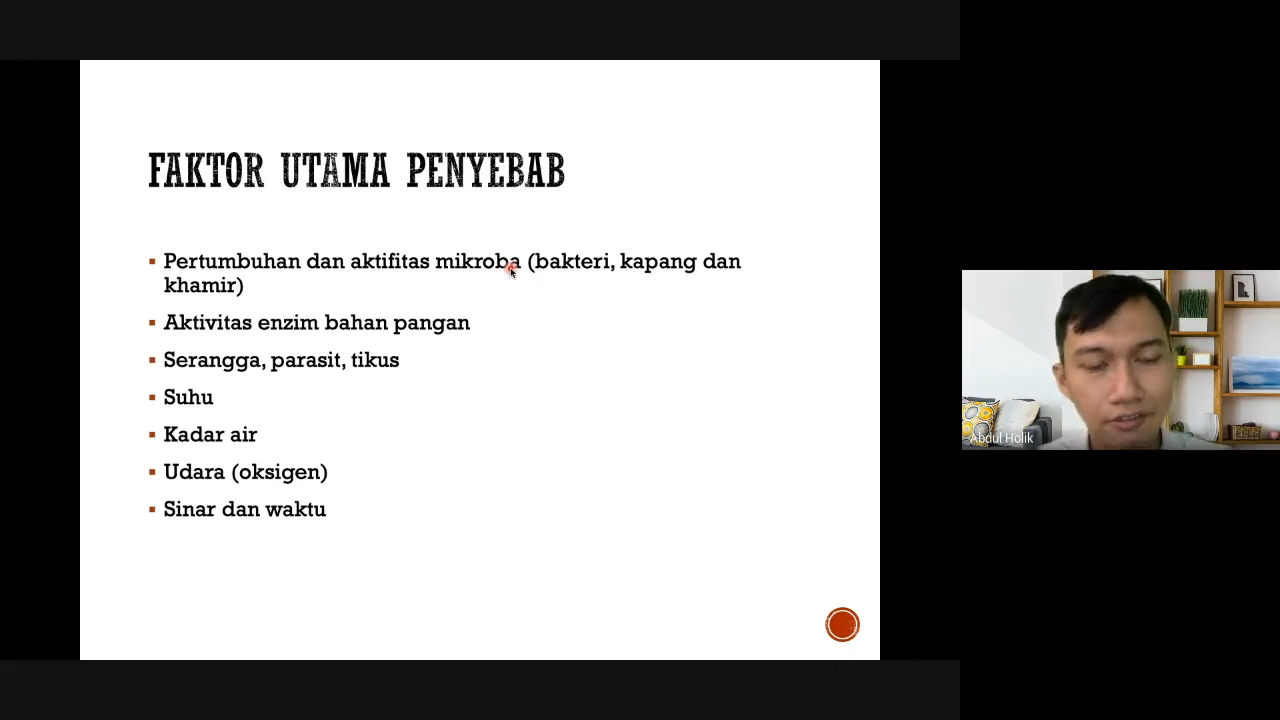 FAKTOR UTAMA PENYEBAB
▪ Pertumbuhan dan aktifitas mikroba (bakteri, kapang dan
khamir)
▪ Aktivitas enzim bahan pangan
▪ Serangga, parasit, tikus
▪ Suhu
▪ Kadar air
▪ Udara (oksigen)
▪ Sinar dan waktu
Abdul Holik